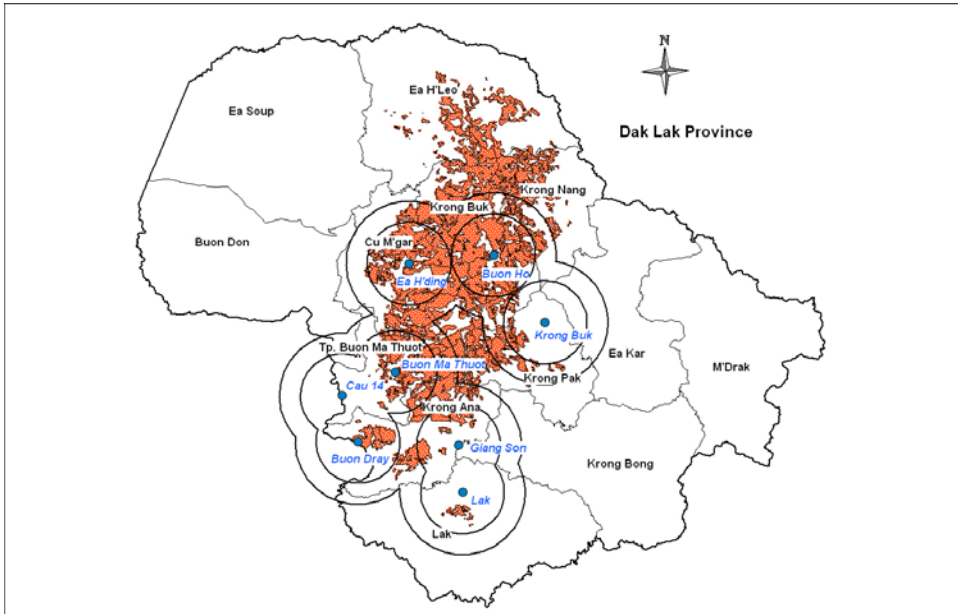 N
Ea H'Leo
Ea Soup
Dak Lak Province
Krong Nang
Krong Buk
Buon Don
Cu M'gar
Ea H'ding
Buon Ho
Krong Buk
Tp. Buon Ma Thuot
Ea Kar
Buon Ma Thuot
M'Drak
Krong Pak
Cau 14
Krong Ana
Giang Son
Buon Dray
Krong Bong
Lak
Lak